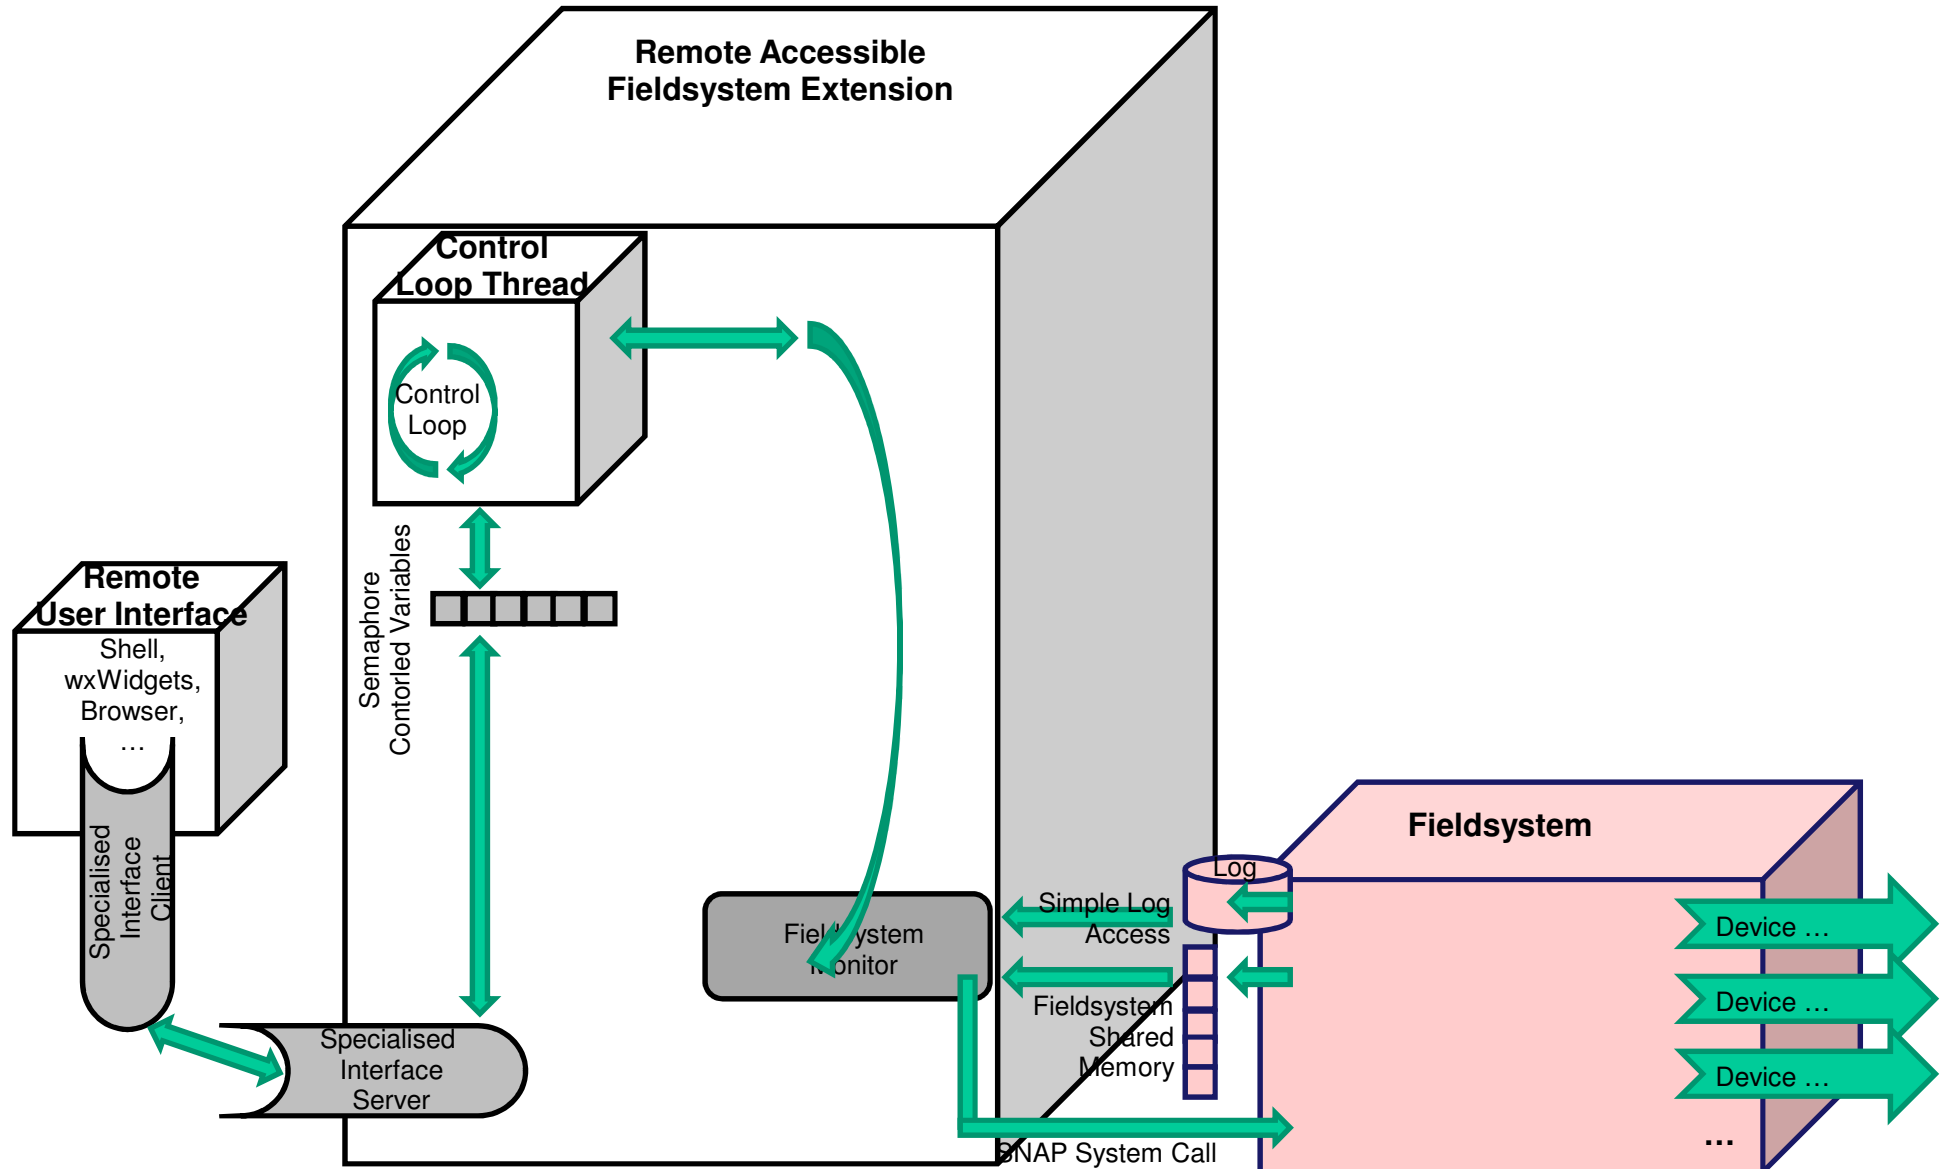 Remote Accessible
Fieldsystem Extension
Control
Loop Thread
Control
Loop
Semaphore
Contorled Variables
Remote
User Interface
Shell,
wxWidgets,
Browser,
…
Specialised
Interface
Client
Specialised
Interface
Server
Fieldsystem
Monitor
Simple Log
Access
Log
Fieldsystem
Shared
Memory
SNAP System Call
Fieldsystem
Device …
Device …
Device …
...